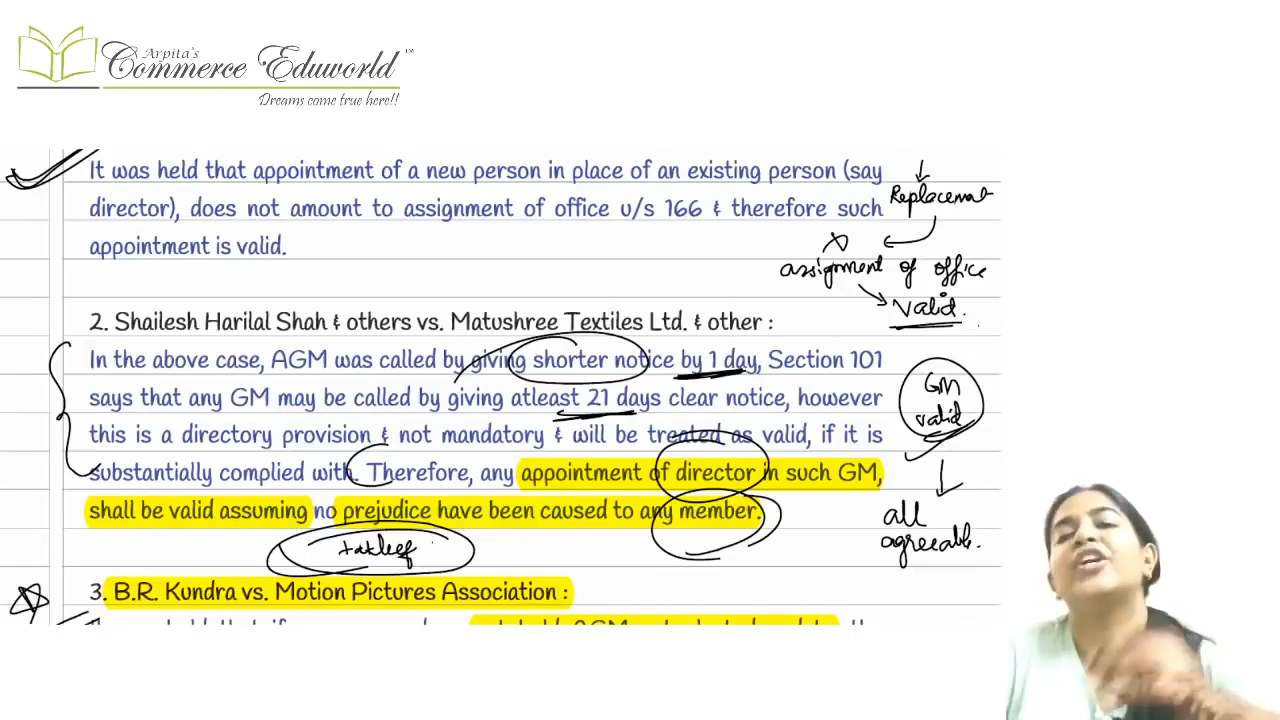 Arpita's
Commerce Eduworld™
Dreams come true here!!
It was held that appointment of a new person in place of an existing person (say
director), does not amount to assignment of office u/s 166 & therefore such
appointment is valid.
Replacement
assignment of office
valid.
2. Shailesh Harilal Shah & others vs. Matushree Textiles Ltd. & other :
In the above case, AGM was called by giving shorter notice by 1 day, Section 101
says that any GM may be called by giving atleast 21 days clear notice, however
this is a directory provision & not mandatory & will be treated as valid, if it is
substantially complied with. Therefore, any appointment of director in such GM,
shall be valid assuming no prejudice have been caused to any member.
GM
valid
all
agreeable.
takleef
3. B.R. Kundra vs. Motion Pictures Association :